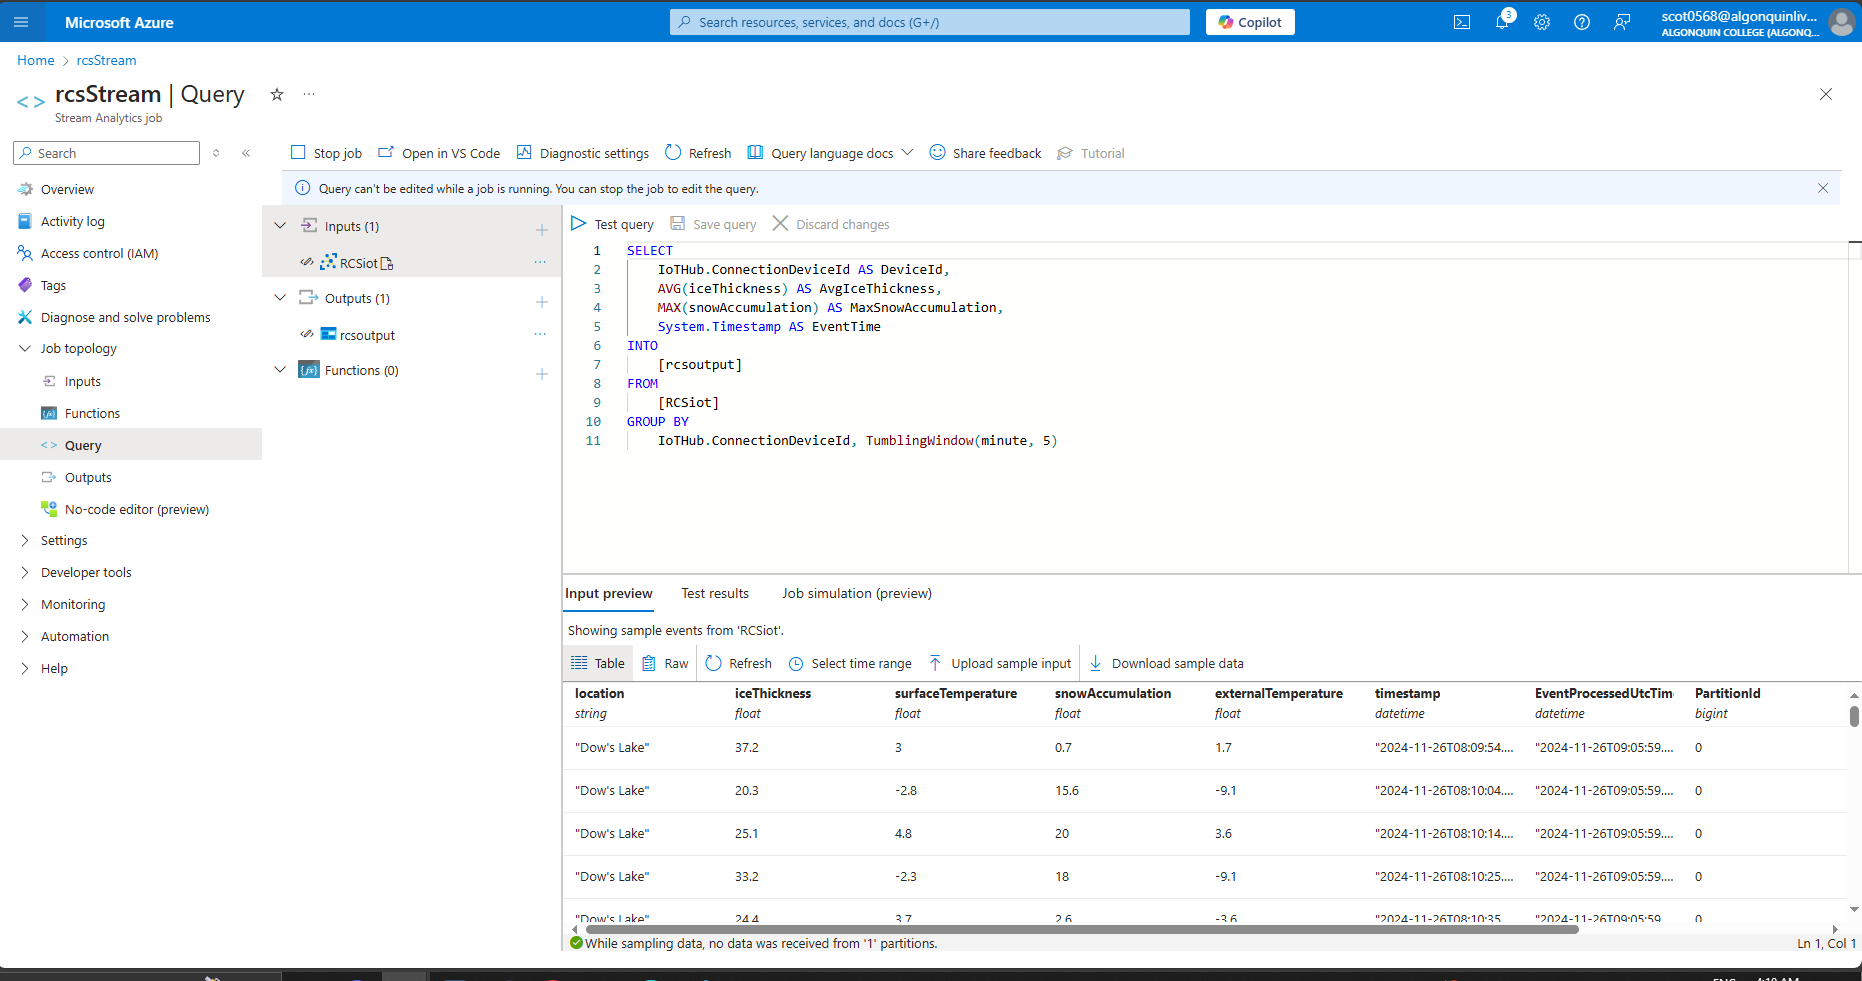 Microsoft Azure
Search resources, services, and docs (G+/)
Copilot
3
scot0568@algonquinliv...
ALGONQUIN COLLEGE (ALGONQ...
Home > rcsStream
<> rcsStream | Query ☆ ...
Stream Analytics job
Search
Stop job
Open in VS Code
Diagnostic settings
Refresh
Query language docs
Share feedback
Tutorial
Query can't be edited while a job is running. You can stop the job to edit the query.
Overview
Activity log
Access control (IAM)
Tags
Diagnose and solve problems
Job topology
Inputs
Functions
<> Query
Outputs
No-code editor (preview)
Settings
Developer tools
Monitoring
Automation
Help
Inputs (1)
RCSiot
Outputs (1)
rcsoutput
{fx} Functions (0)
Test query
Save query
Discard changes
1 SELECT
2 IoTHub.ConnectionDeviceId AS DeviceId,
3 AVG(iceThickness) AS AvgIceThickness,
4 MAX(snowAccumulation) AS MaxSnowAccumulation,
5 System.Timestamp AS EventTime
6 INTO
7 [rcsoutput]
8 FROM
9 [RCSiot]
10 GROUP BY
11 IoTHub.ConnectionDeviceId, TumblingWindow(minute, 5)
Input preview
Test results
Job simulation (preview)
Showing sample events from 'RCSiot'.
Table
Raw
Refresh
Select time range
Upload sample input
Download sample data
location iceThickness surfaceTemperature snowAccumulation externalTemperature timestamp EventProcessedUtcTim PartitionId
string float float float float datetime datetime bigint
"Dow's Lake" 37.2 3 0.7 1.7 "2024-11-26T08:09:54.... "2024-11-26T09:05:59.... 0
"Dow's Lake" 20.3 -2.8 15.6 -9.1 "2024-11-26T08:10:04.... "2024-11-26T09:05:59.... 0
"Dow's Lake" 25.1 4.8 20 3.6 "2024-11-26T08:10:14.... "2024-11-26T09:05:59.... 0
"Dow's Lake" 33.2 -2.3 18 -9.1 "2024-11-26T08:10:25.... "2024-11-26T09:05:59.... 0
"Dow's Lake" 24.4 3.7 2.6 -3.6 "2024-11-26T08:10:35.... "2024-11-26T09:05:59.... 0
While sampling data, no data was received from '1' partitions.
Ln 1, Col 1